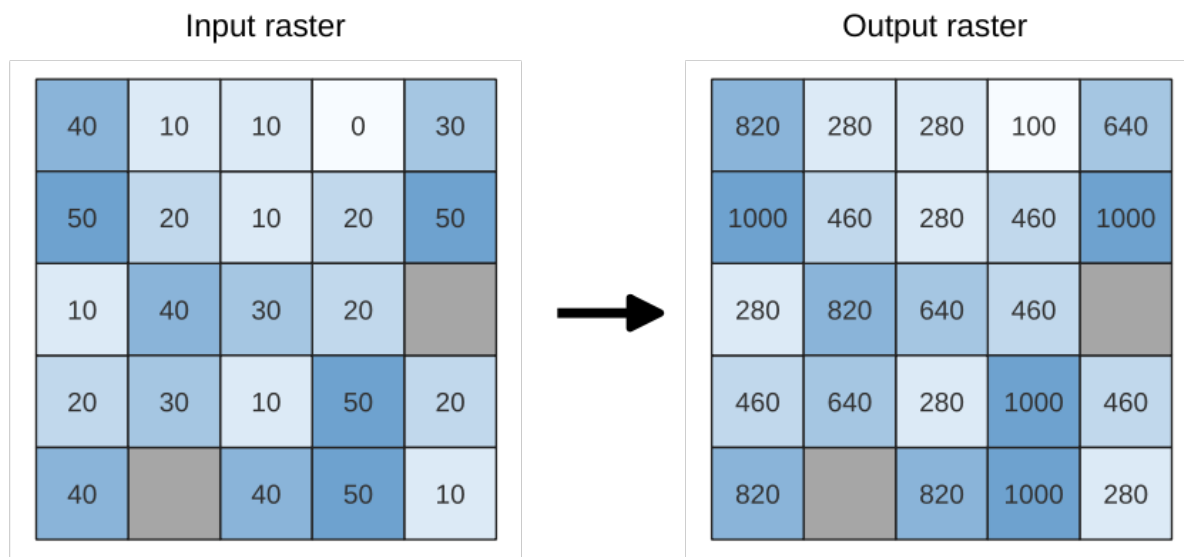 Input raster
Output raster
40 10 10 0 30
50 20 10 20 50
10 40 30 20
20 30 10 50 20
40 40 50 10
820 280 280 100 640
1000 460 280 460 1000
280 820 640 460
460 640 280 1000 460
820 820 1000 280